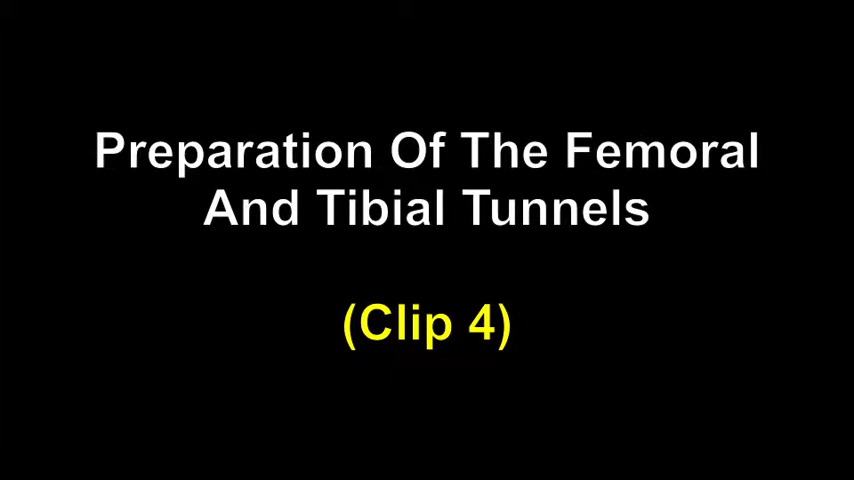 Preparation Of The Femoral
And Tibial Tunnels
(Clip 4)